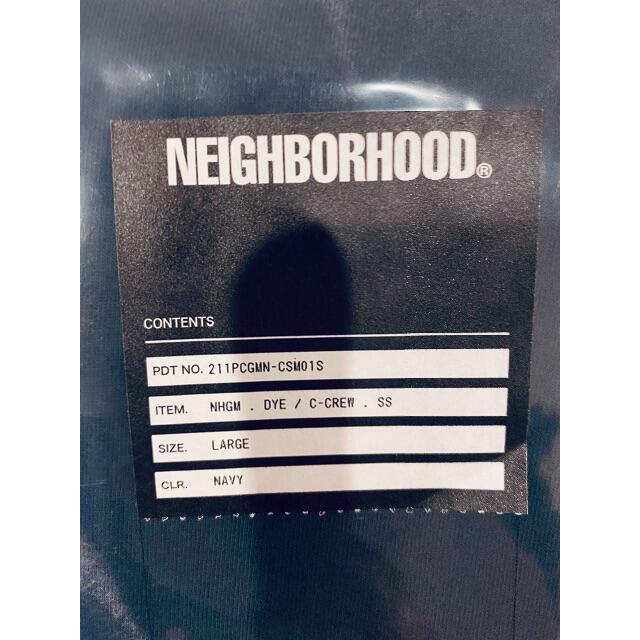 NEIGHBORHOOD®
CONTENTS
PDT NO. 211PCGMN-CSM01S
ITEM. NHGM . DYE / C-CREW . SS
SIZE. LARGE
CLR. NAVY